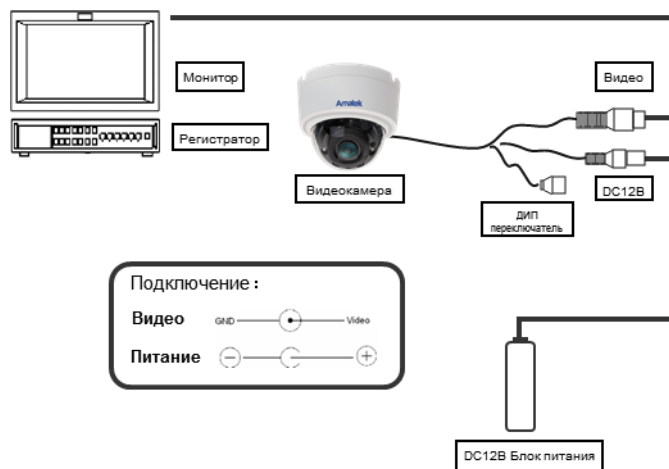 Монитор
Видео
Amatek
Регистратор
Видеокамера
DC12В
ДИП
переключатель
Подключение:
Видео GND Video
Питание - +
DC12В Блок питания